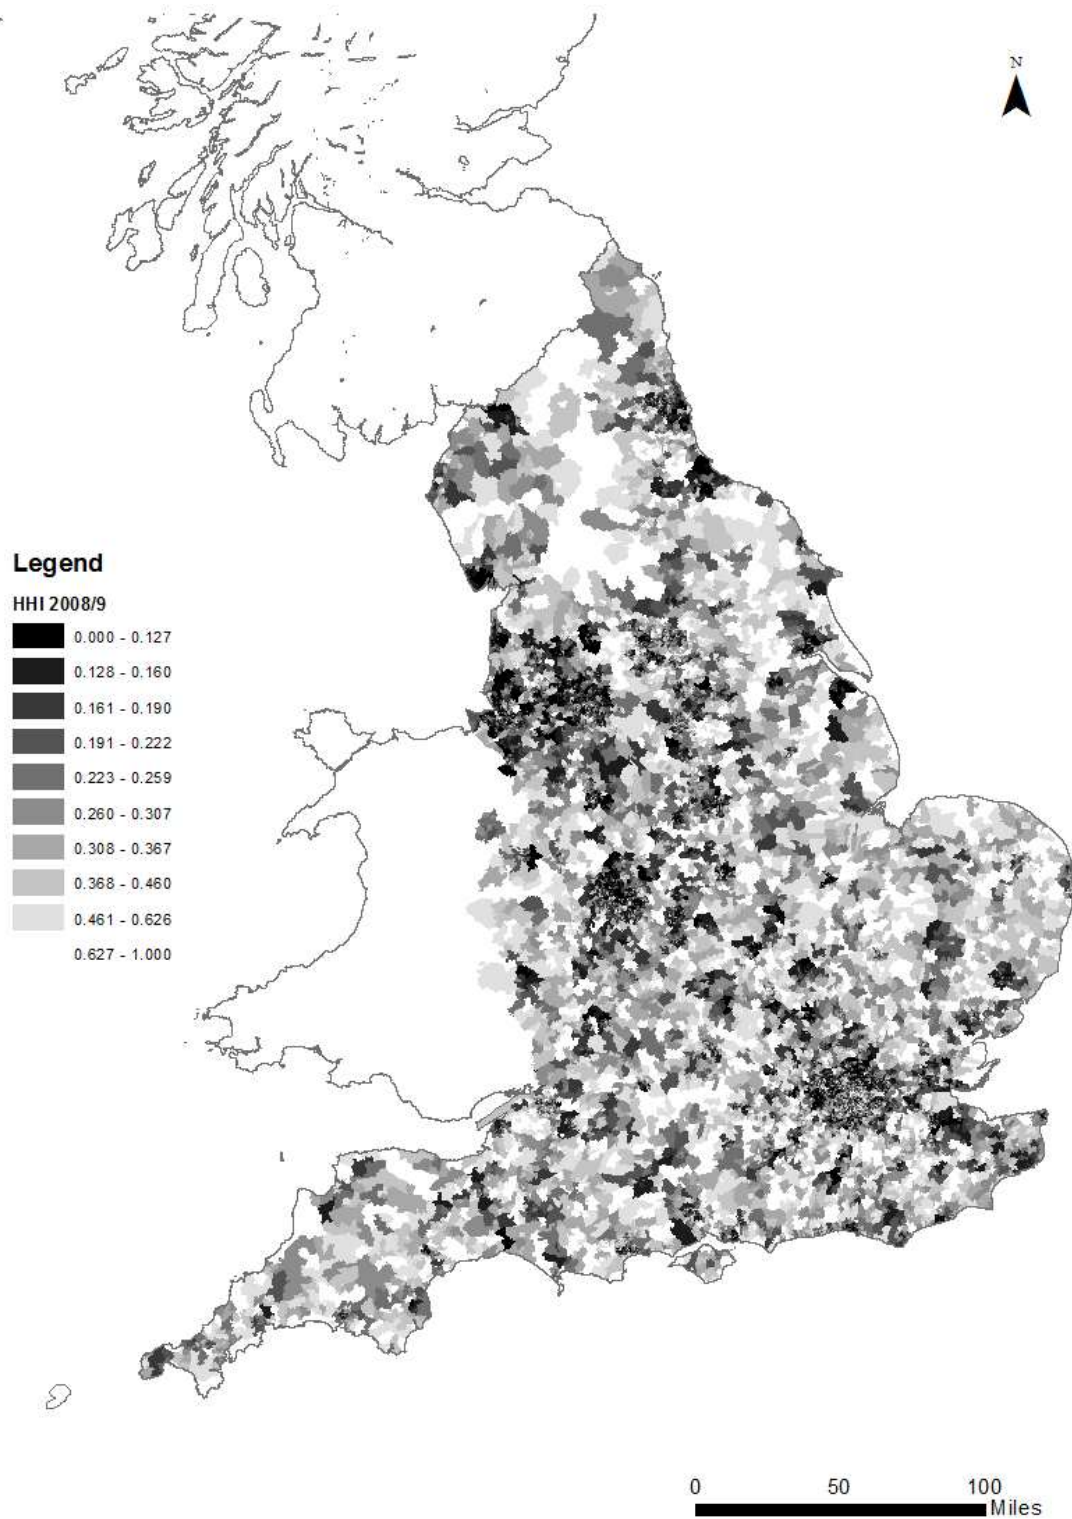 N
Legend
HHI 2008/9
0.000 - 0.127
0.128 - 0.160
0.161 - 0.190
0.191 - 0.222
0.223 - 0.259
0.260 - 0.307
0.308 - 0.367
0.368 - 0.460
0.461 - 0.626
0.627 - 1.000
0 50 100
Miles